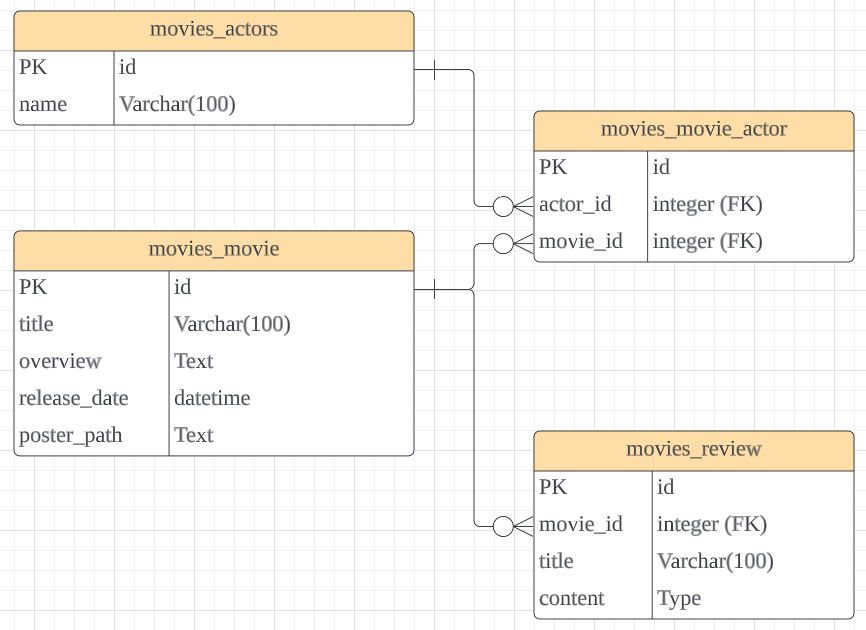 movies_actors
PK id
name Varchar(100)
movies_movie_actor
PK id
actor_id integer (FK)
movie_id integer (FK)
movies_movie
PK id
title Varchar(100)
overview Text
release_date datetime
poster_path Text
movies_review
PK id
movie_id integer (FK)
title Varchar(100)
content Type